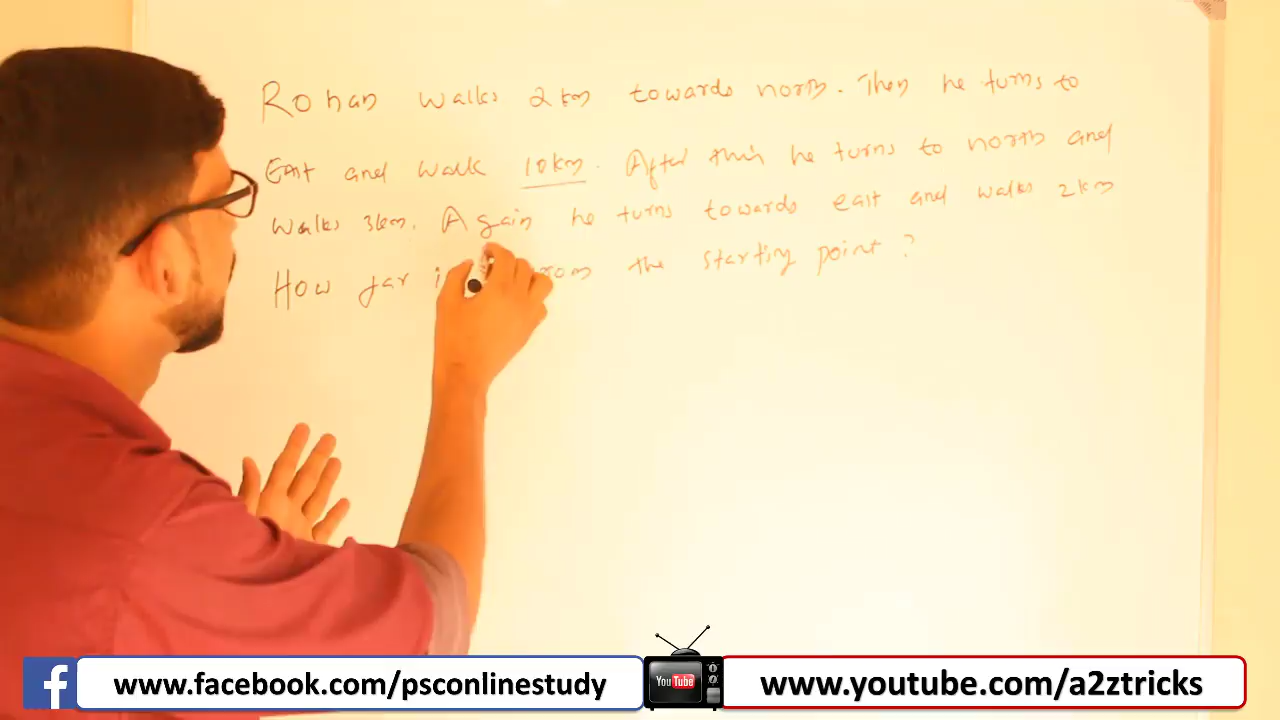 Rohan walks 2 km towards north. Then he turns to
East and walk 10km. After this he turns to north and
walks 3km. Again he turns towards east and walks 2km
How far from the starting point ?
www.facebook.com/psconlinestudy
You Tube
www.youtube.com/a2ztricks